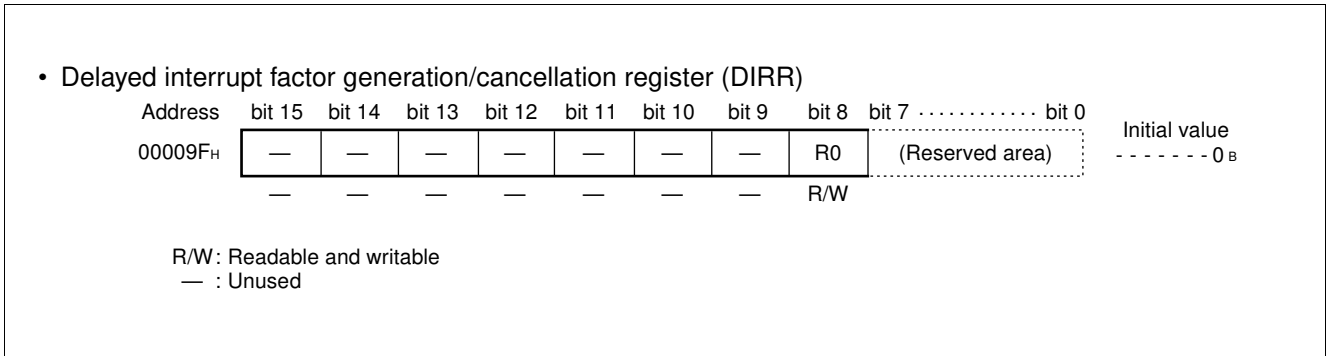 • Delayed interrupt factor generation/cancellation register (DIRR)
Address bit 15 bit 14 bit 13 bit 12 bit 11 bit 10 bit 9 bit 8 bit 7 ············ bit 0 Initial value
00009FH — — — — — — — R0 (Reserved area) - - - - - - - 0 B
— — — — — — — R/W
R/W : Readable and writable
— : Unused